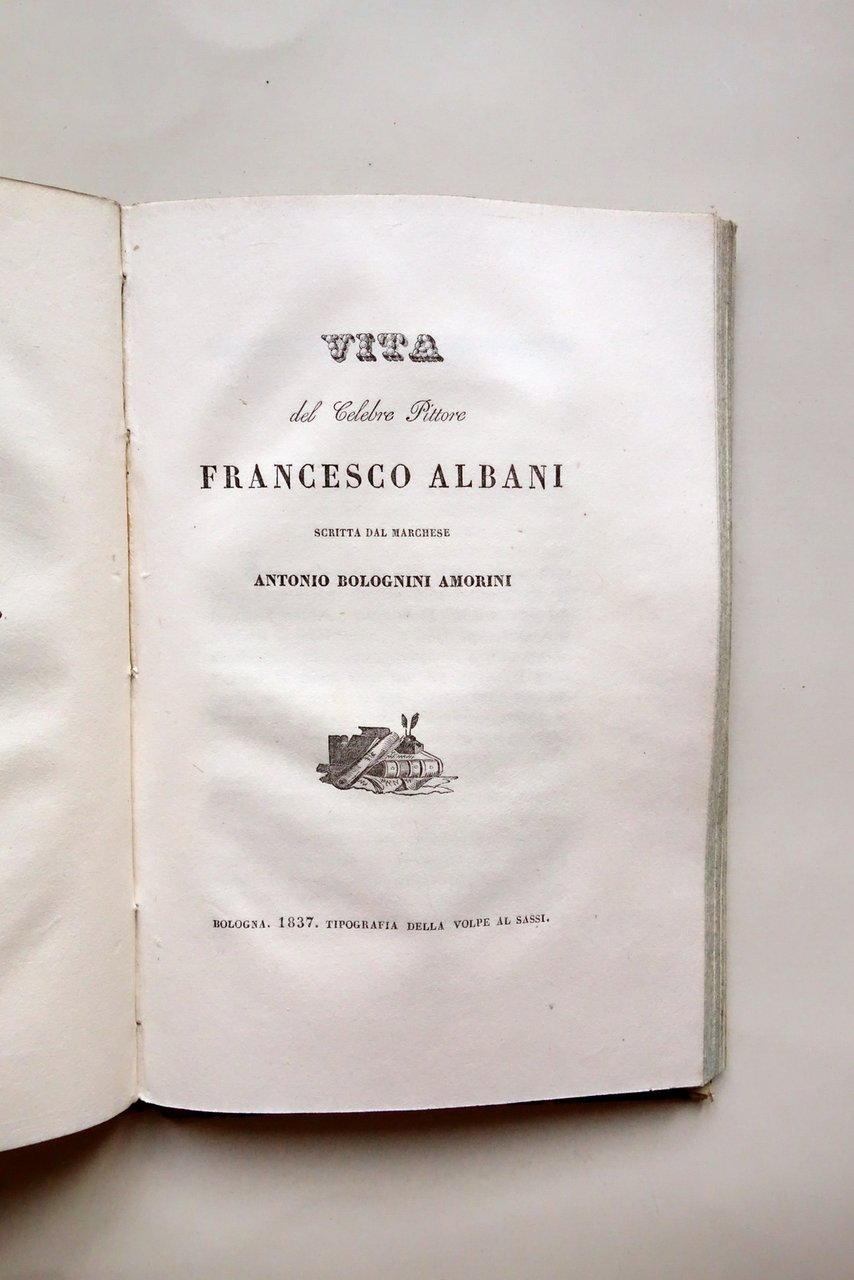 VITA
del Celebre Pittore
FRANCESCO ALBANI
SCRITTA DAL MARCHESE
ANTONIO BOLOGNINI AMORINI
BOLOGNA. 1837. TIPOGRAFIA DELLA VOLPE AL SASSI.